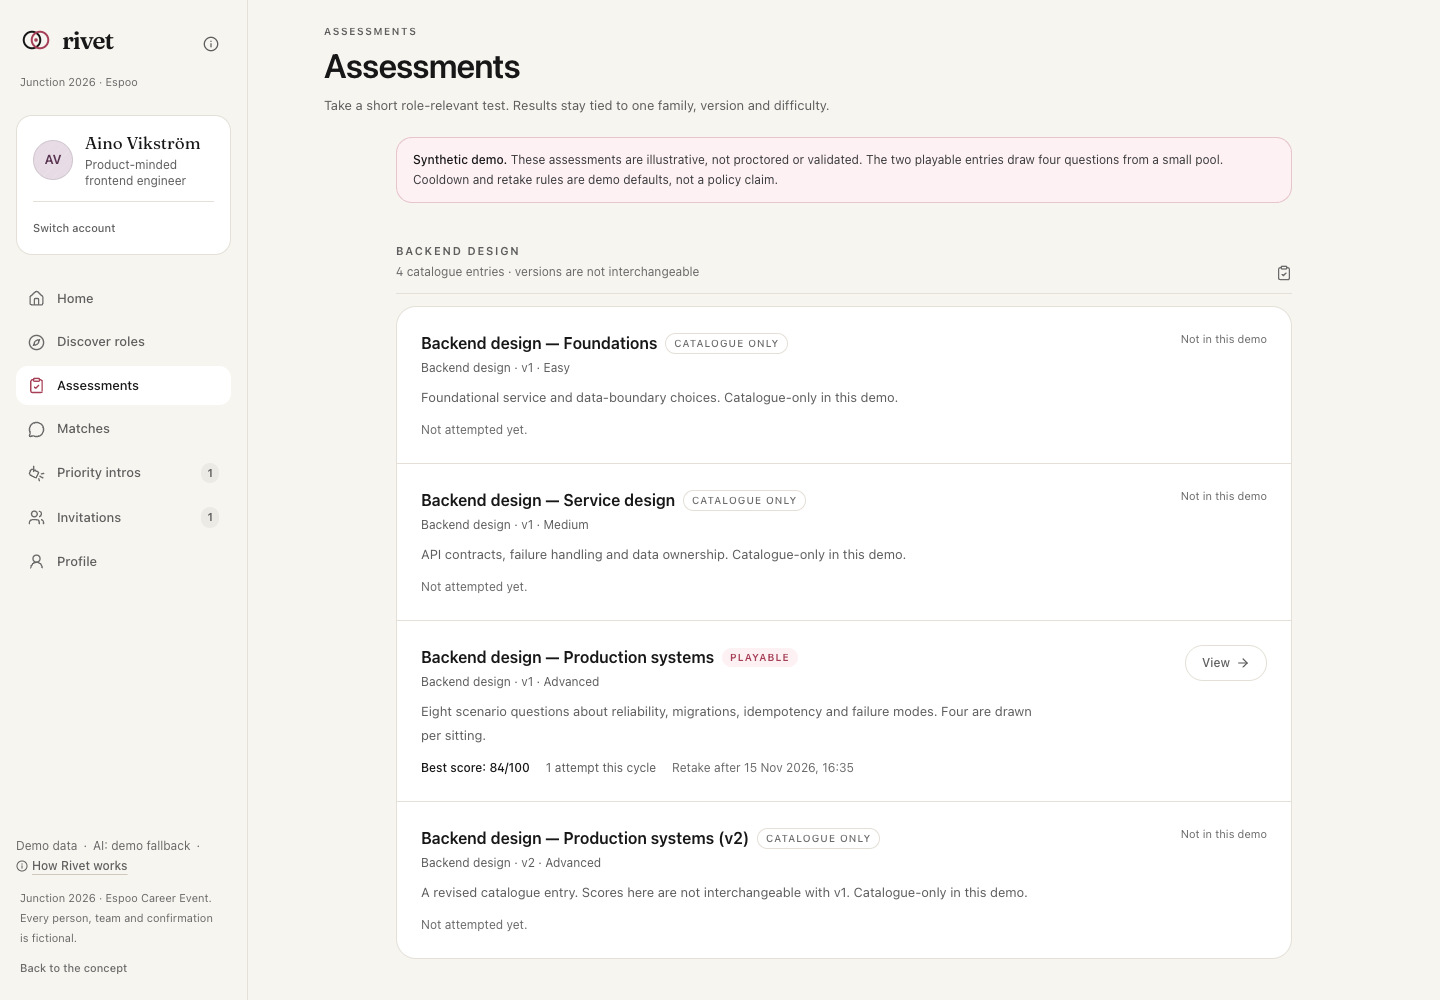 rivet
Junction 2026 · Espoo
AV
Aino Vikström
Product-minded
frontend engineer
Switch account
Home
Discover roles
Assessments
Matches
Priority intros 1
Invitations 1
Profile
Demo data · AI: demo fallback ·
How Rivet works
Junction 2026 · Espoo Career Event.
Every person, team and confirmation
is fictional.
Back to the concept
ASSESSMENTS
Assessments
Take a short role-relevant test. Results stay tied to one family, version and difficulty.
Synthetic demo. These assessments are illustrative, not proctored or validated. The two playable entries draw four questions from a small pool.
Cooldown and retake rules are demo defaults, not a policy claim.
BACKEND DESIGN
4 catalogue entries · versions are not interchangeable
Backend design — Foundations CATALOGUE ONLY
Not in this demo
Backend design · v1 · Easy
Foundational service and data-boundary choices. Catalogue-only in this demo.
Not attempted yet.
Backend design — Service design CATALOGUE ONLY
Not in this demo
Backend design · v1 · Medium
API contracts, failure handling and data ownership. Catalogue-only in this demo.
Not attempted yet.
Backend design — Production systems PLAYABLE
View →
Backend design · v1 · Advanced
Eight scenario questions about reliability, migrations, idempotency and failure modes. Four are drawn
per sitting.
Best score: 84/100 1 attempt this cycle Retake after 15 Nov 2026, 16:35
Backend design — Production systems (v2) CATALOGUE ONLY
Not in this demo
Backend design · v2 · Advanced
A revised catalogue entry. Scores here are not interchangeable with v1. Catalogue-only in this demo.
Not attempted yet.